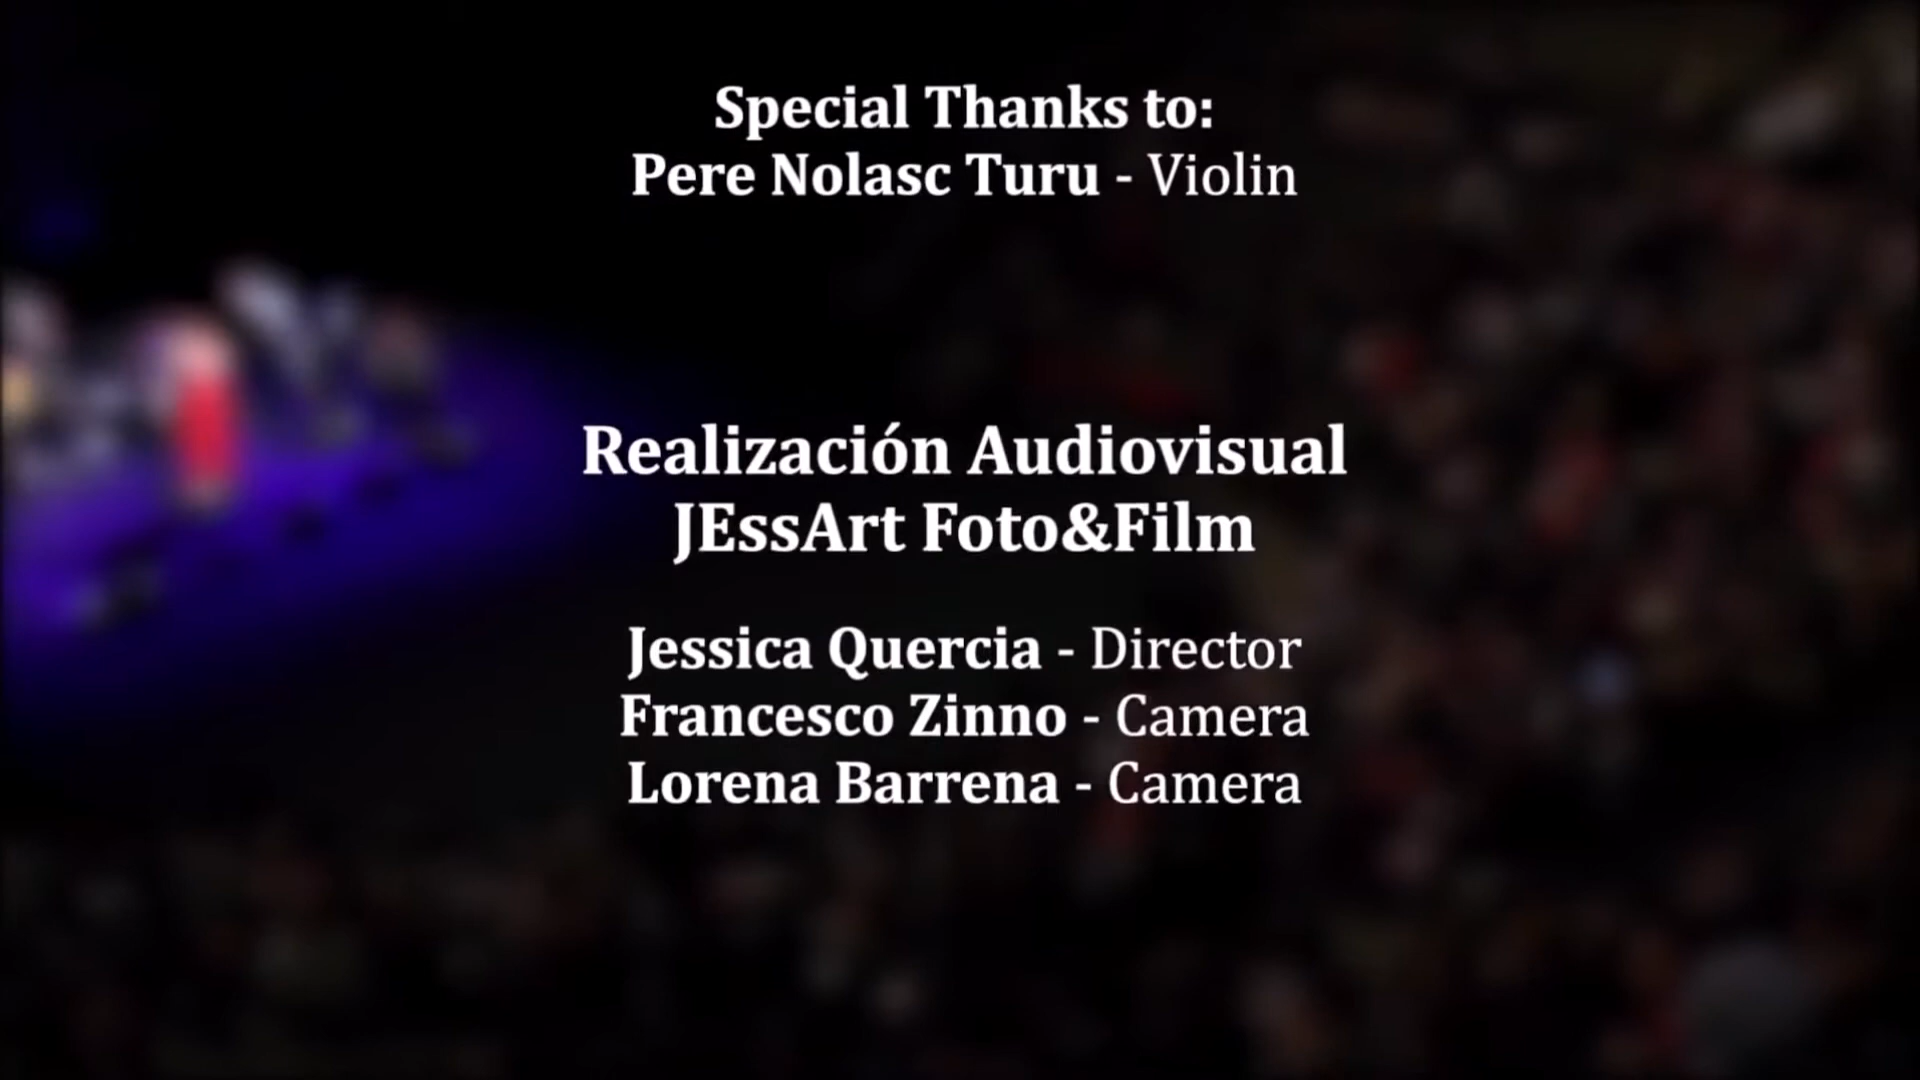 Special Thanks to:
Pere Nolasc Turu - Violin
Realización Audiovisual
JEssArt Foto&Film
Jessica Quercia - Director
Francesco Zinno - Camera
Lorena Barrena - Camera